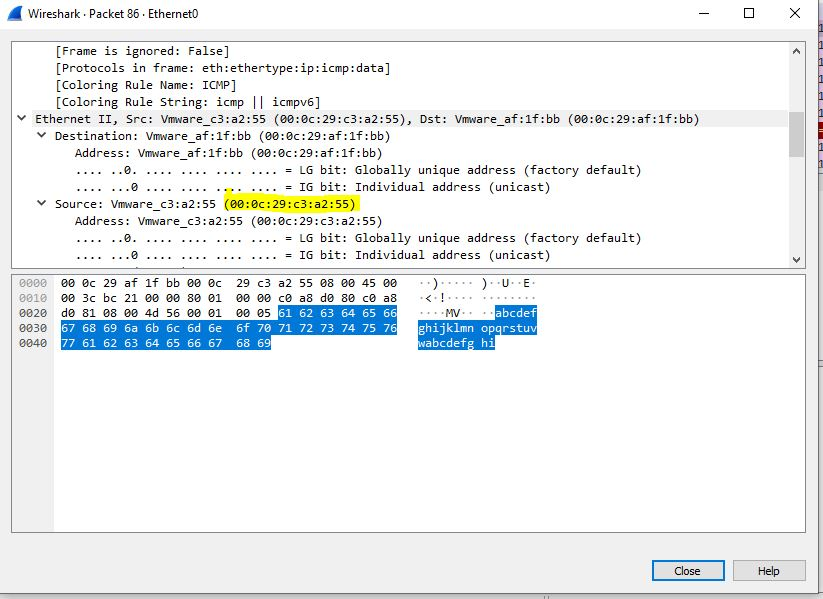 Wireshark · Packet 86 · Ethernet0
[Frame is ignored: False]
[Protocols in frame: eth:ethertype:ip:icmp:data]
[Coloring Rule Name: ICMP]
[Coloring Rule String: icmp || icmpv6]
Ethernet II, Src: Vmware_c3:a2:55 (00:0c:29:c3:a2:55), Dst: Vmware_af:1f:bb (00:0c:29:af:1f:bb)
Destination: Vmware_af:1f:bb (00:0c:29:af:1f:bb)
Address: Vmware_af:1f:bb (00:0c:29:af:1f:bb)
.... ..0. .... .... .... .... = LG bit: Globally unique address (factory default)
.... ...0 .... .... .... .... = IG bit: Individual address (unicast)
Source: Vmware_c3:a2:55 (00:0c:29:c3:a2:55)
Address: Vmware_c3:a2:55 (00:0c:29:c3:a2:55)
.... ..0. .... .... .... .... = LG bit: Globally unique address (factory default)
.... ...0 .... .... .... .... = IG bit: Individual address (unicast)
0000 00 0c 29 af 1f bb 00 0c 29 c3 a2 55 08 00 45 00 ··)····· )··U··E·
0010 00 3c bc 21 00 00 80 01 00 00 c0 a8 d0 80 c0 a8 ·<·!···· ········
0020 d0 81 08 00 4d 56 00 01 00 05 61 62 63 64 65 66 ····MV·· ··abcdef
0030 67 68 69 6a 6b 6c 6d 6e 6f 70 71 72 73 74 75 76 ghijklmn opqrstuv
0040 77 61 62 63 64 65 66 67 68 69 wabcdefg hi
Close Help